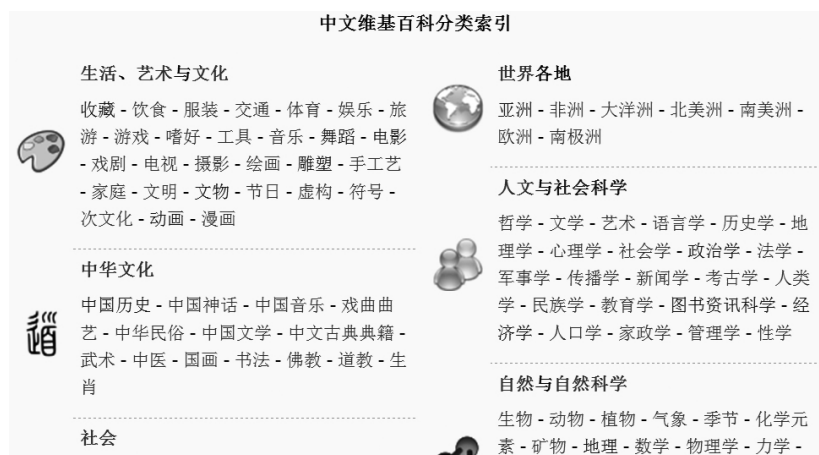 中文维基百科分类索引
生活、艺术与文化
收藏 - 饮食 - 服装 - 交通 - 体育 - 娱乐 - 旅
游 - 游戏 - 嗜好 - 工具 - 音乐 - 舞蹈 - 电影
- 戏剧 - 电视 - 摄影 - 绘画 - 雕塑 - 手工艺
- 家庭 - 文明 - 文物 - 节日 - 虚构 - 符号 -
次文化 - 动画 - 漫画
中华文化
道
中国历史 - 中国神话 - 中国音乐 - 戏曲曲
艺 - 中华民俗 - 中国文学 - 中文古典典籍 -
武术 - 中医 - 国画 - 书法 - 佛教 - 道教 - 生
肖
社会
世界各地
亚洲 - 非洲 - 大洋洲 - 北美洲 - 南美洲 -
欧洲 - 南极洲
人文与社会科学
哲学 - 文学 - 艺术 - 语言学 - 历史学 - 地
理学 - 心理学 - 社会学 - 政治学 - 法学 -
军事学 - 传播学 - 新闻学 - 考古学 - 人类
学 - 民族学 - 教育学 - 图书资讯科学 - 经
济学 - 人口学 - 家政学 - 管理学 - 性学
自然与自然科学
生物 - 动物 - 植物 - 气象 - 季节 - 化学元
素 - 矿物 - 地理 - 数学 - 物理学 - 力学 -